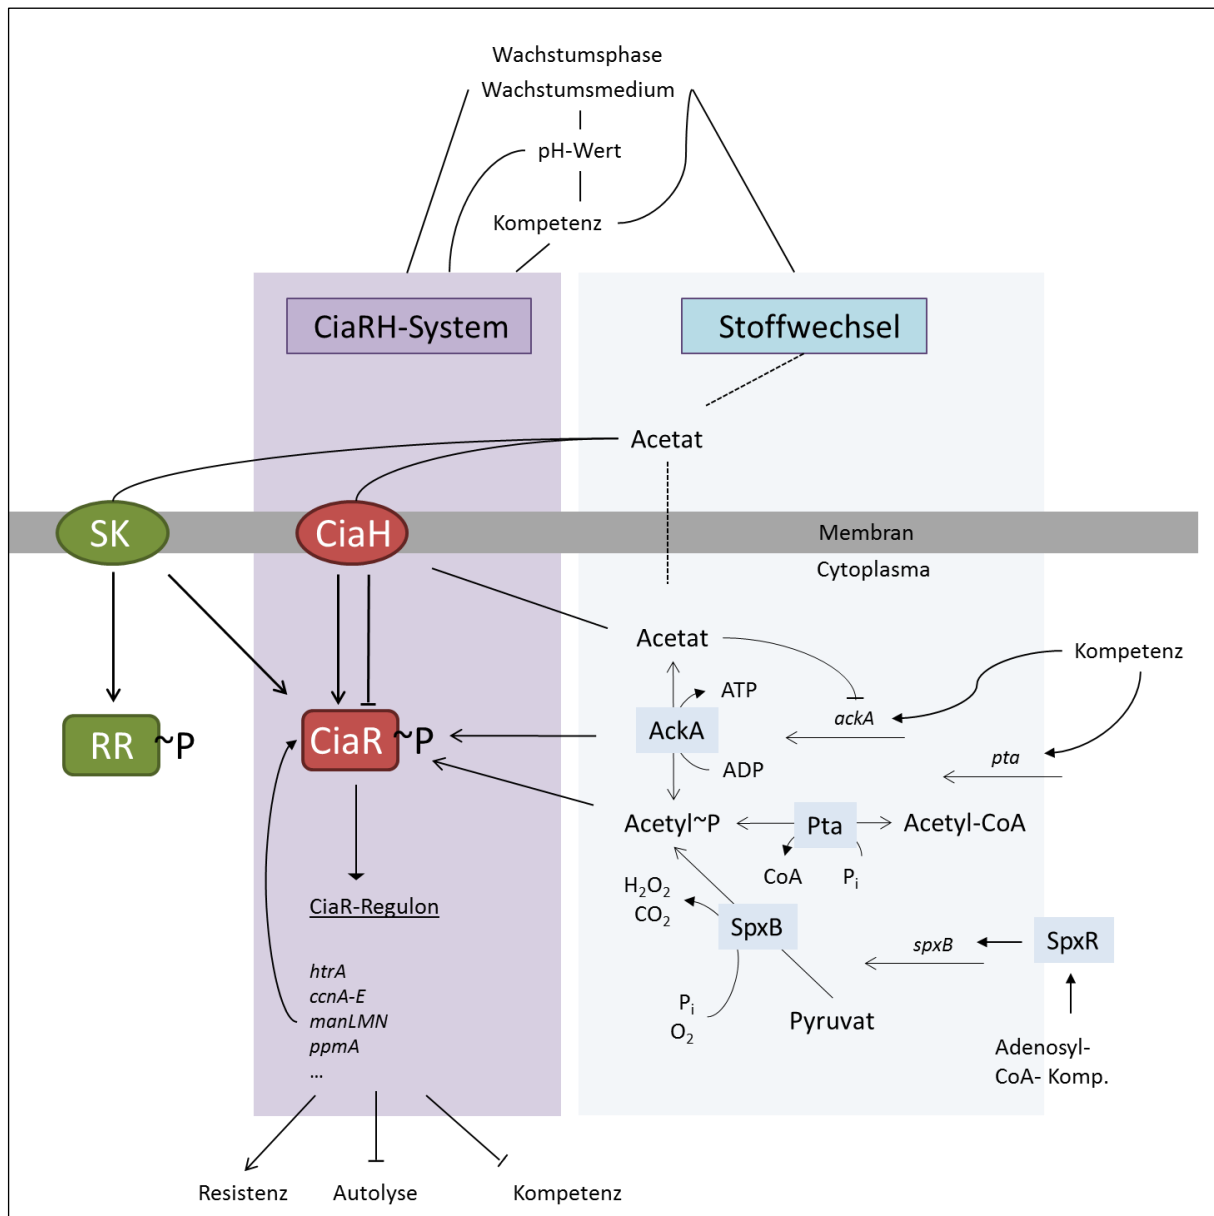 Wachstumsphase
Wachstumsmedium
pH-Wert
Kompetenz
CiaRH-System
Stoffwechsel
Acetat
SK
CiaH
Membran
Cytoplasma
Acetat
Kompetenz
ATP
ackA
AckA
RR ~P
CiaR ~P
ADP
pta
Acetyl~P
Pta
Acetyl-CoA
CoA
Pi
H2O2
CO2
CiaR-Regulon
SpxB
spxB
SpxR
htrA
ccnA-E
manLMN
ppmA
...
Pi
O2
Pyruvat
Adenosyl-
CoA- Komp.
Resistenz
Autolyse
Kompetenz